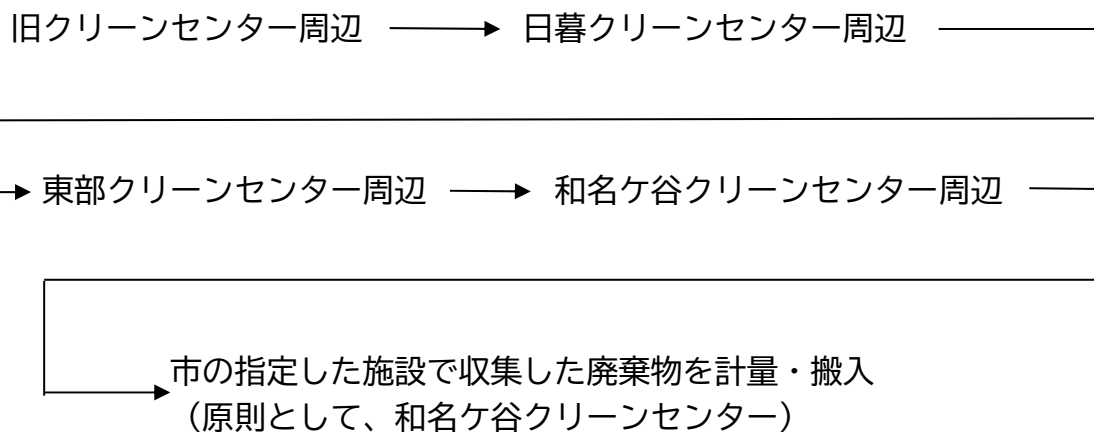 旧クリーンセンター周辺 → 日暮クリーンセンター周辺
東部クリーンセンター周辺 → 和名ケ谷クリーンセンター周辺
市の指定した施設で収集した廃棄物を計量・搬入
（原則として、和名ケ谷クリーンセンター）